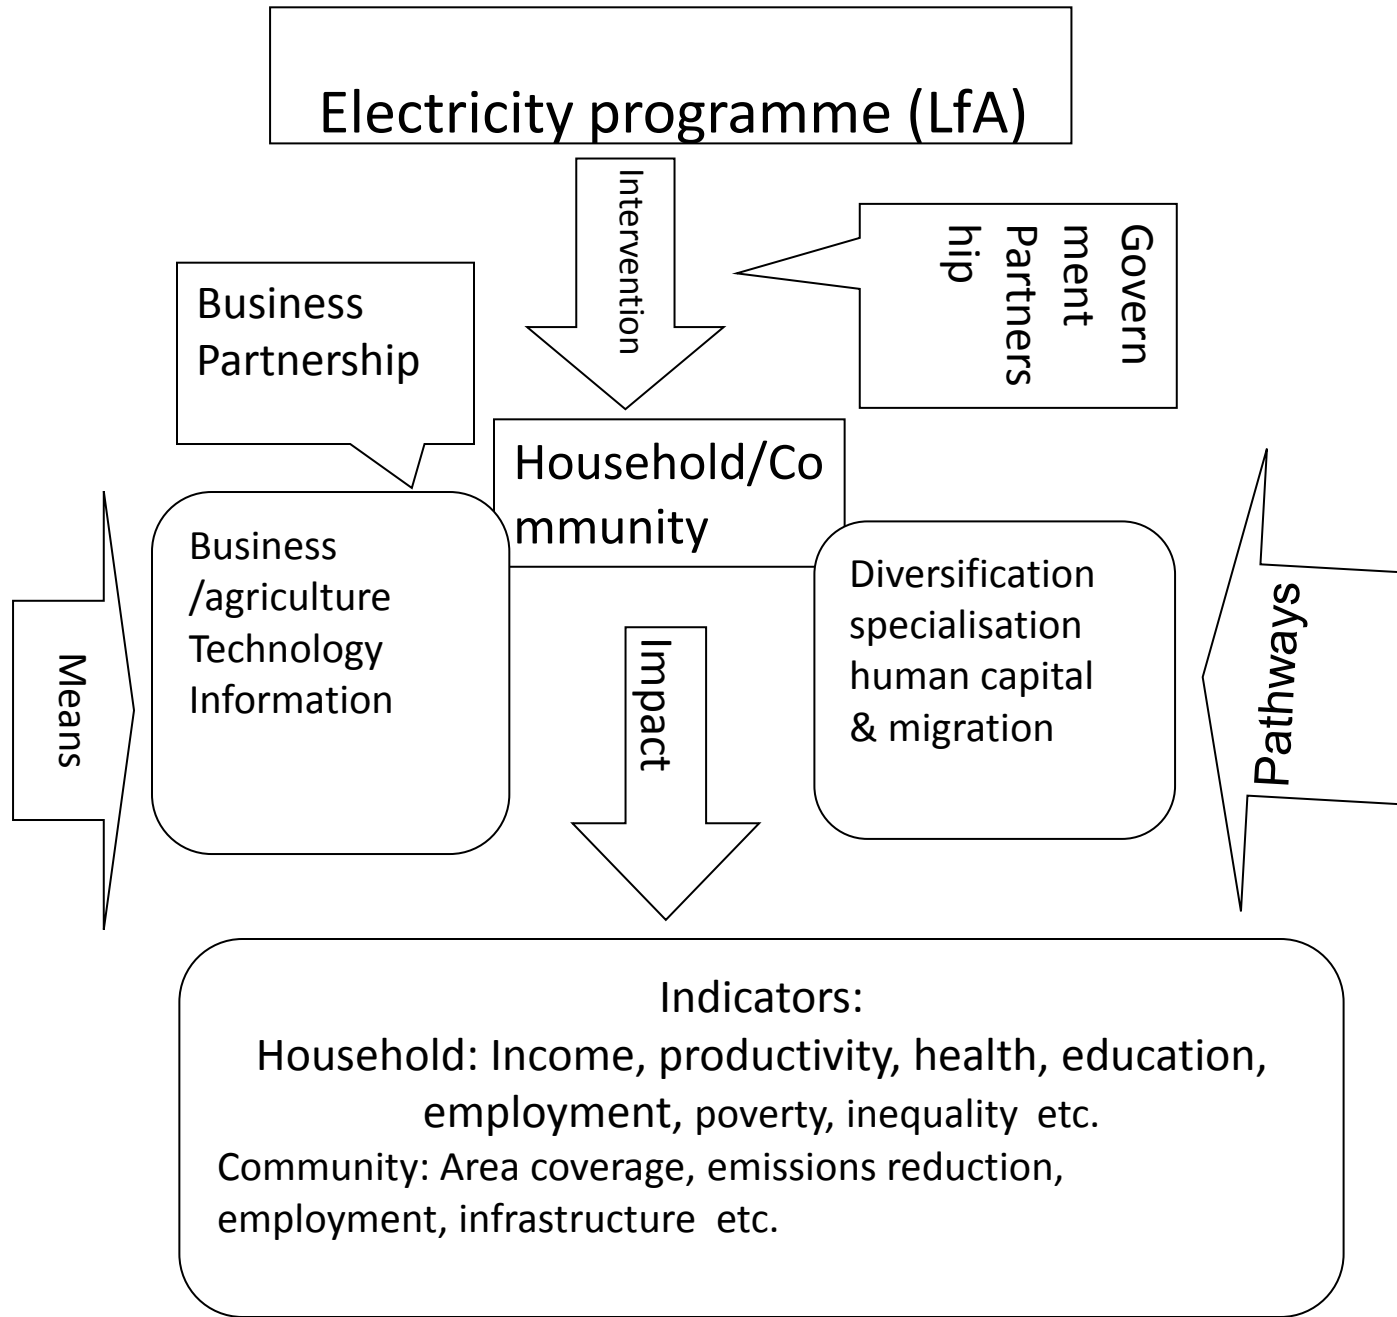 Electricity programme (LfA)
Intervention
Govern
ment
Partners
hip
Business
Partnership
Household/Co
mmunity
Means
Business
/agriculture
Technology
Information
Impact
Diversification
specialisation
human capital
& migration
Pathways
Indicators:
Household: Income, productivity, health, education,
employment, poverty, inequality etc.
Community: Area coverage, emissions reduction,
employment, infrastructure etc.